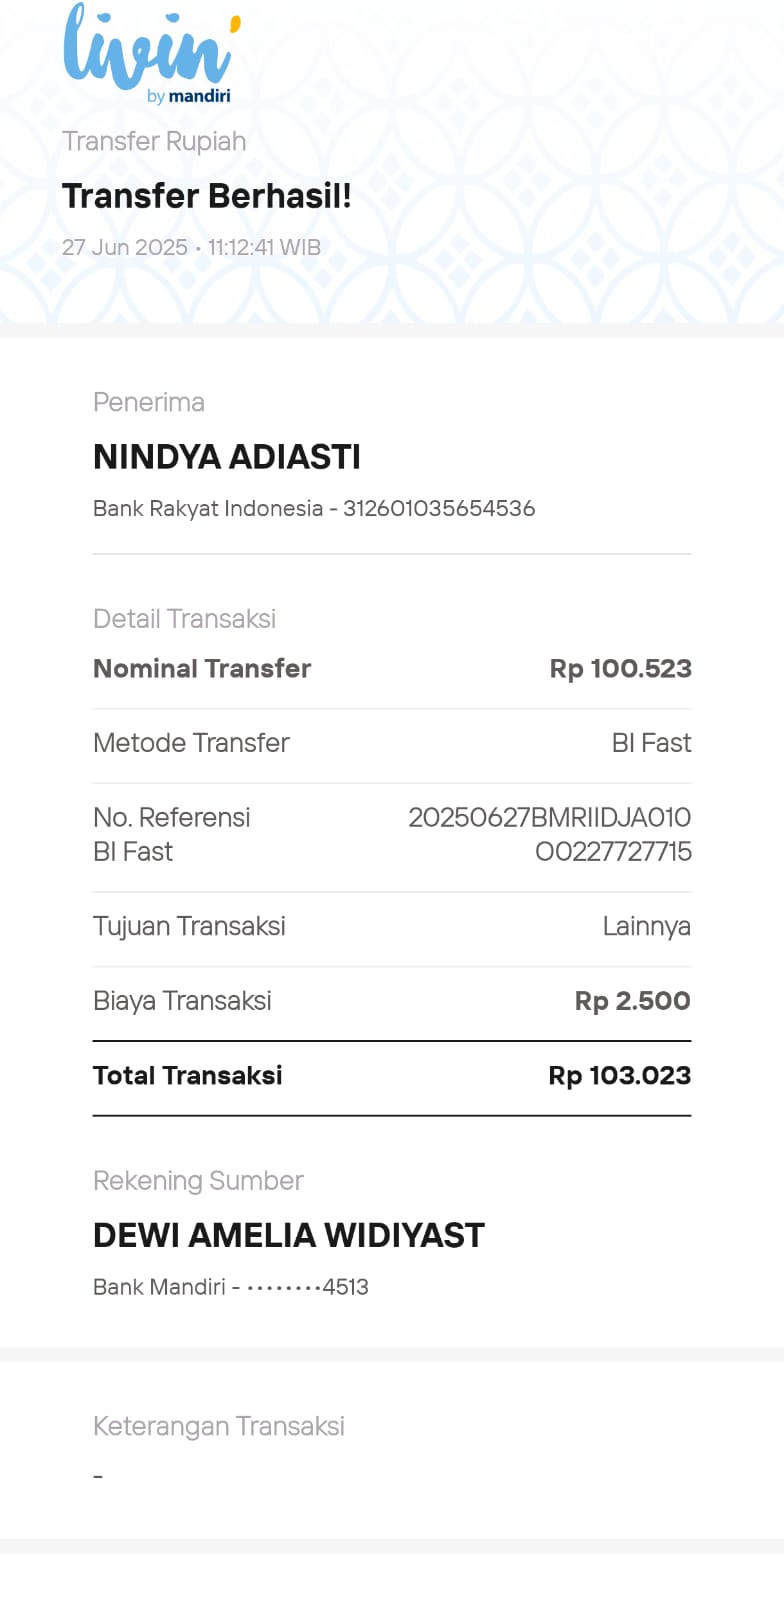 livin'
by mandiri
Transfer Rupiah
Transfer Berhasil!
27 Jun 2025 • 11:12:41 WIB
Penerima
NINDYA ADIASTI
Bank Rakyat Indonesia - 312601035654536
Detail Transaksi
Nominal Transfer Rp 100.523
Metode Transfer BI Fast
No. Referensi 20250627BMRIIDJA010
BI Fast O0227727715
Tujuan Transaksi Lainnya
Biaya Transaksi Rp 2.500
Total Transaksi Rp 103.023
Rekening Sumber
DEWI AMELIA WIDIYAST
Bank Mandiri - ••••••••4513
Keterangan Transaksi
-